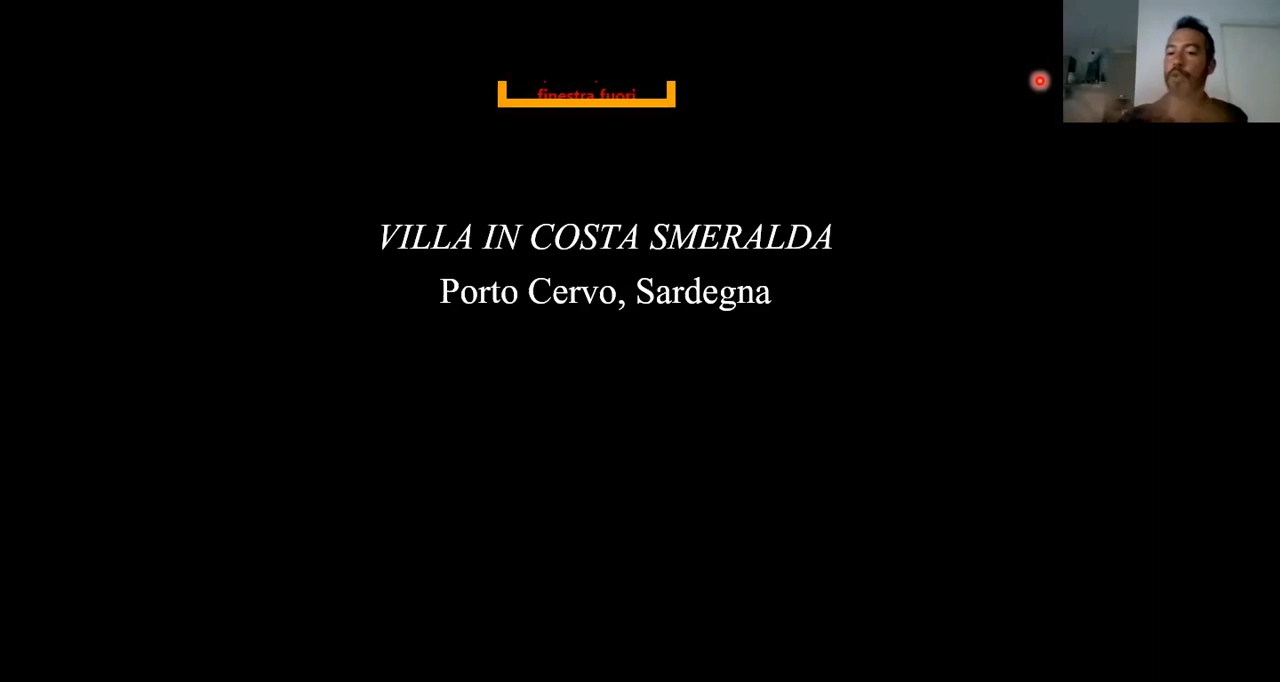 finestra fuori
VILLA IN COSTA SMERALDA
Porto Cervo, Sardegna